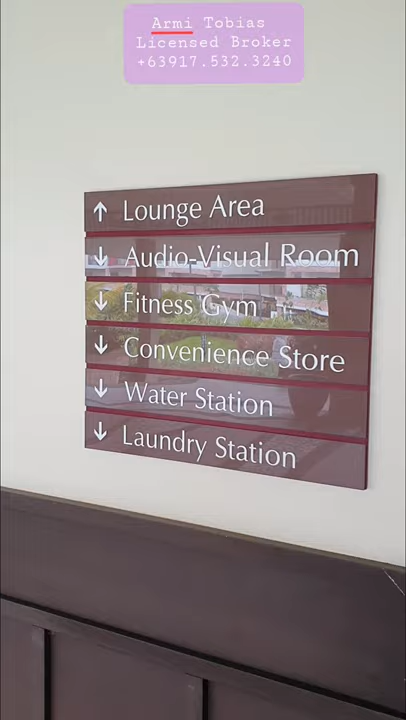 Armi Tobias
Licensed Broker
+63917.532.3240
↑ Lounge Area
↓ Audio-Visual Room
↓ Fitness Gym
↓ Convenience Store
↓ Water Station
↓ Laundry Station